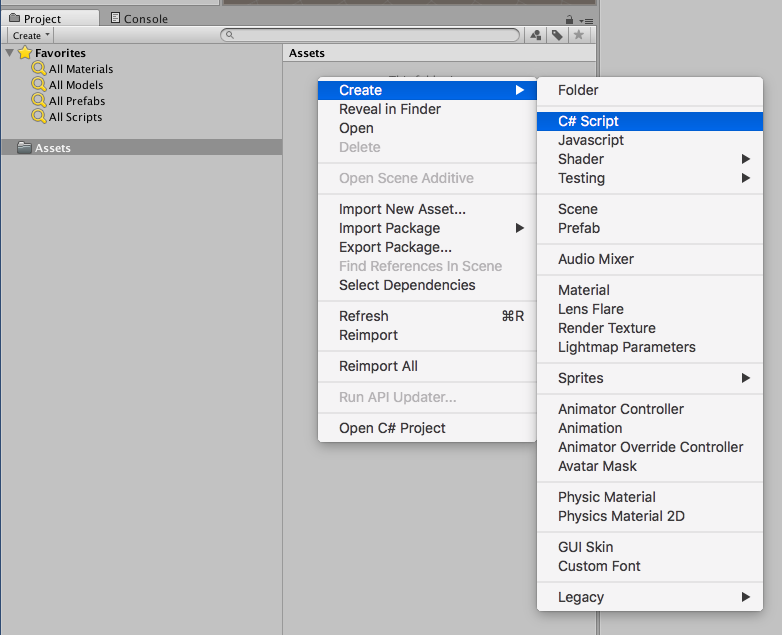 Project
Console
Create
Favorites
All Materials
All Models
All Prefabs
All Scripts
Assets
Assets
Create
Reveal in Finder
Open
Delete
Open Scene Additive
Import New Asset...
Import Package
Export Package...
Find References In Scene
Select Dependencies
Refresh ⌘R
Reimport
Reimport All
Run API Updater...
Open C# Project
Folder
C# Script
Javascript
Shader
Testing
Scene
Prefab
Audio Mixer
Material
Lens Flare
Render Texture
Lightmap Parameters
Sprites
Animator Controller
Animation
Animator Override Controller
Avatar Mask
Physic Material
Physics Material 2D
GUI Skin
Custom Font
Legacy